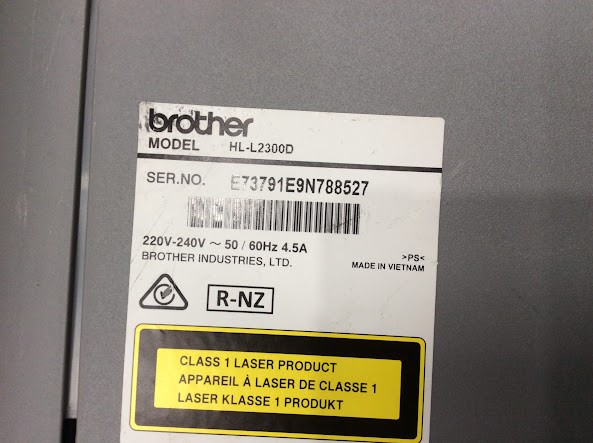 brother
MODEL HL-L2300D
SER.NO. E73791E9N788527
220V-240V ~ 50 / 60Hz 4.5A
BROTHER INDUSTRIES, LTD.
>PS<
MADE IN VIETNAM
R-NZ
CLASS 1 LASER PRODUCT
APPAREIL À LASER DE CLASSE 1
LASER KLASSE 1 PRODUKT